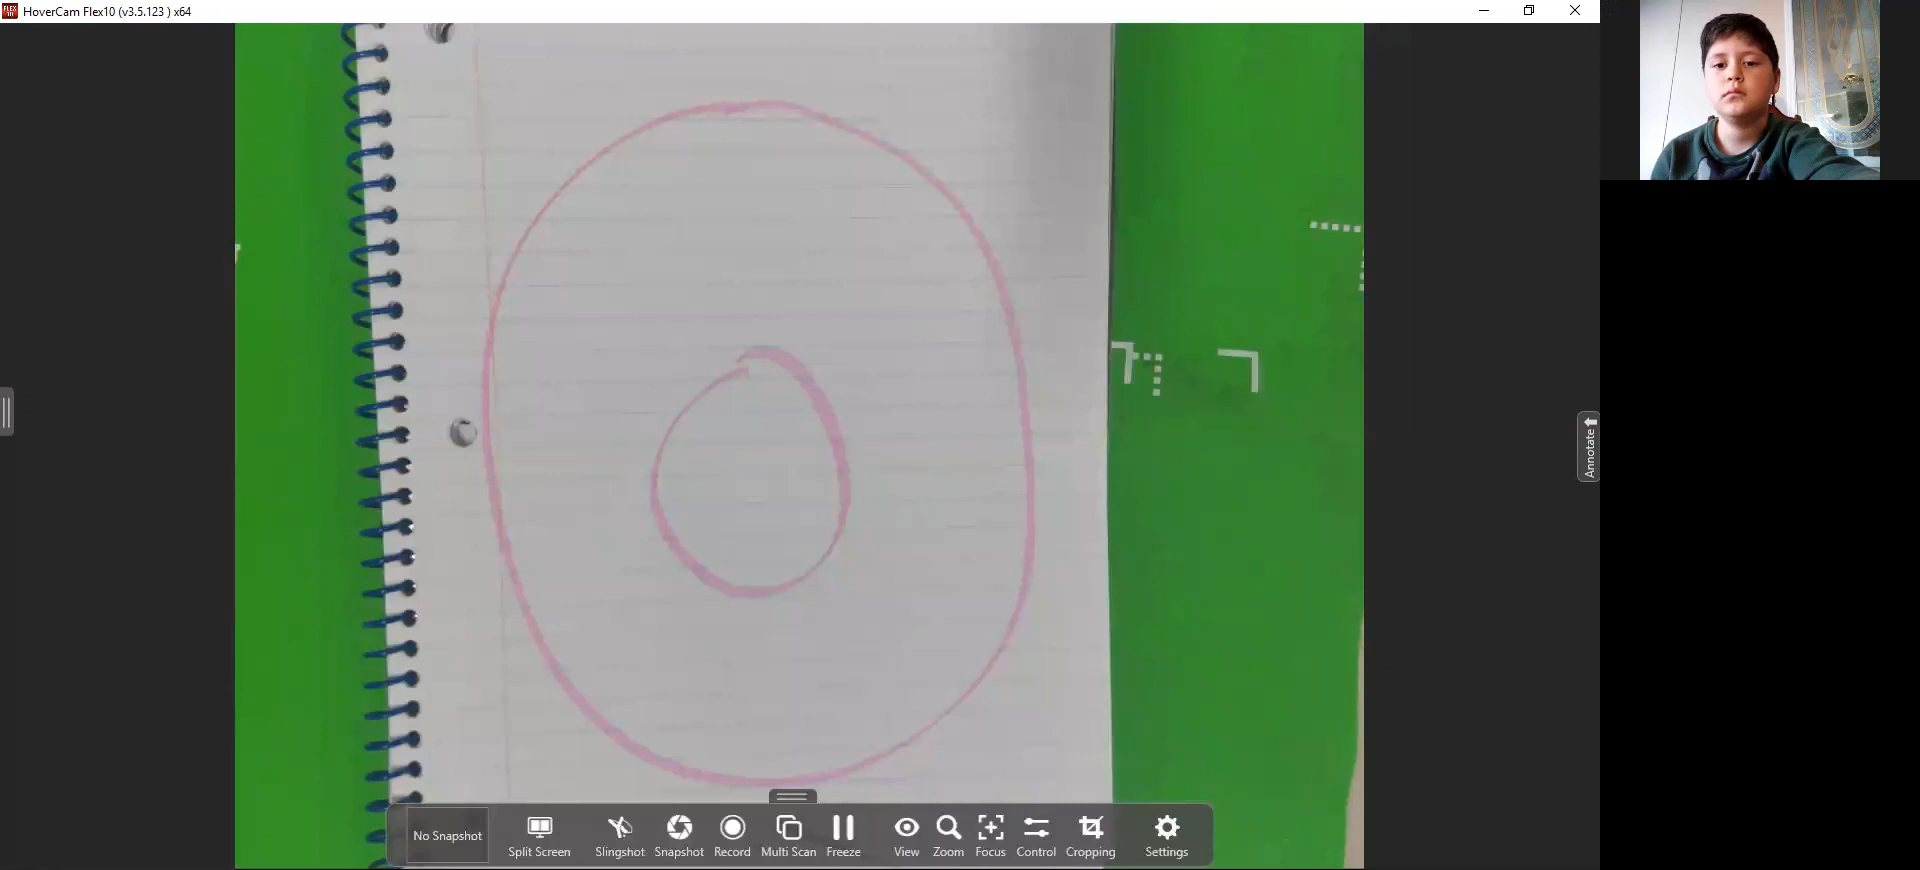 HoverCam Flex10 (v3.5.123 ) x64
Annotate
No Snapshot
Split Screen
Slingshot
Snapshot
Record
Multi Scan
Freeze
View
Zoom
Focus
Control
Cropping
Settings